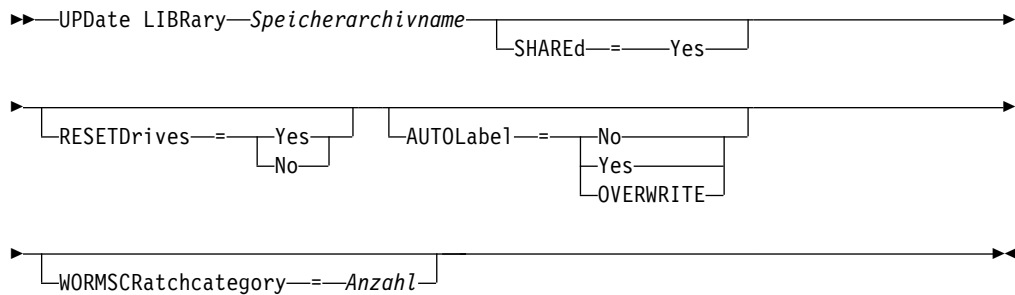 UPDate LIBRary Speicherarchivname
SHAREd = Yes
RESETDrives = Yes
No
AUTOLabel = No
Yes
OVERWRITE
WORMSCRatchcategory = Anzahl